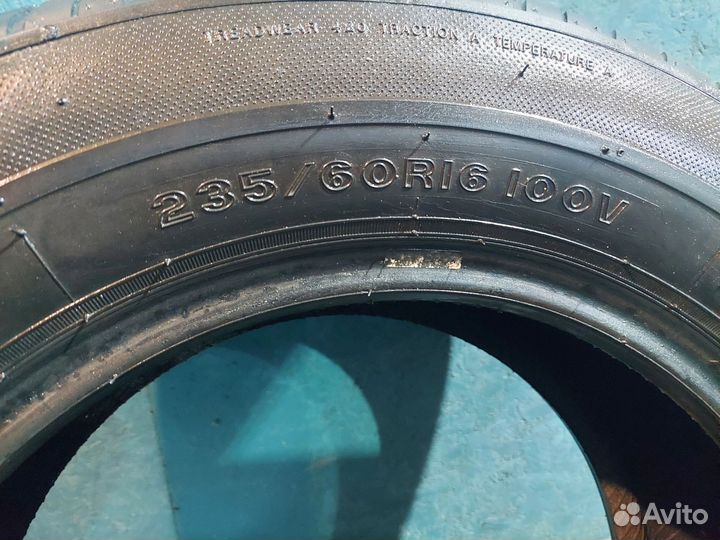 TREADWEAR 420 TRACTION A TEMPERATURE A
235/60R16 100V
Avito